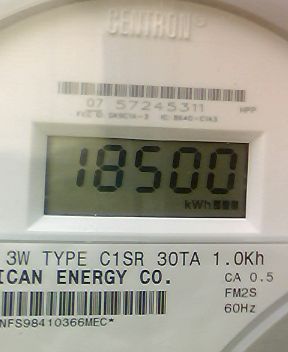 CENTRON®
07 57245311 HPP
18500
kWh
3W TYPE C1SR 30TA 1.0Kh
ICAN ENERGY CO. CA 0.5
FM2S
NFS98410366MEC* 60Hz